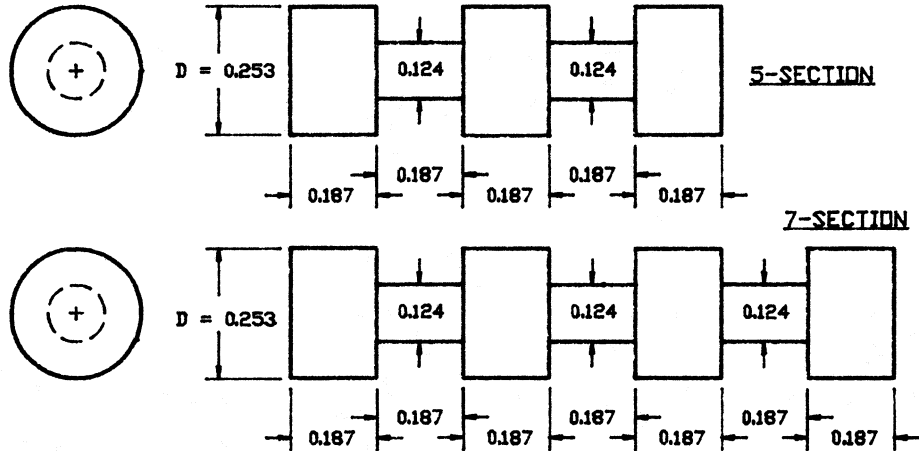 D = 0.253 0.124 0.124 5-SECTION
0.187 0.187
0.187 0.187 0.187
7-SECTION
D = 0.253 0.124 0.124 0.124
0.187 0.187 0.187
0.187 0.187 0.187 0.187